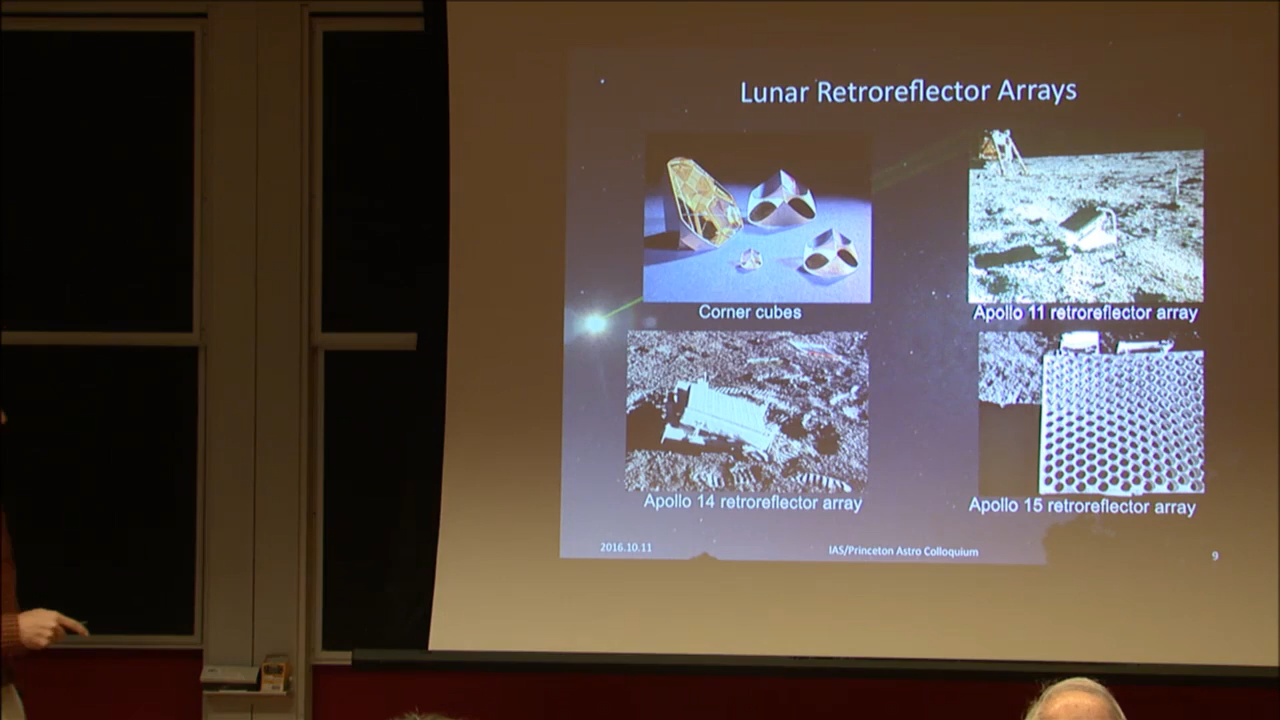 Lunar Retroreflector Arrays
Corner cubes
Apollo 11 retroreflector array
Apollo 14 retroreflector array
Apollo 15 retroreflector array
2016.10.11
IAS/Princeton Astro Colloquium
9